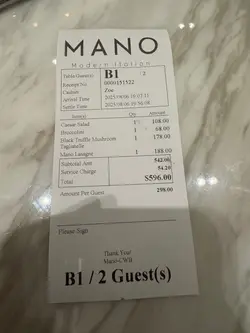 MANO
Modern Italian
Table Guest(s) B1 / 2
Receipt No. 0000151522
Cashier Zoe
Arrival Time
Settle Time
Item(s) Qty Amount
Caesar Salad 1 108.00
1 68.00
Black Truffle Mushroom 1 178.00
Tagliatelle
Mano Lasagna 1 188.00
Subtotal Amt 542.00
Service Charge 54.20
Total $596.00
Amount Per Guest 298.00
Please Sign
Thank You!
Mano-CWB
B1 / 2 Guest(s)